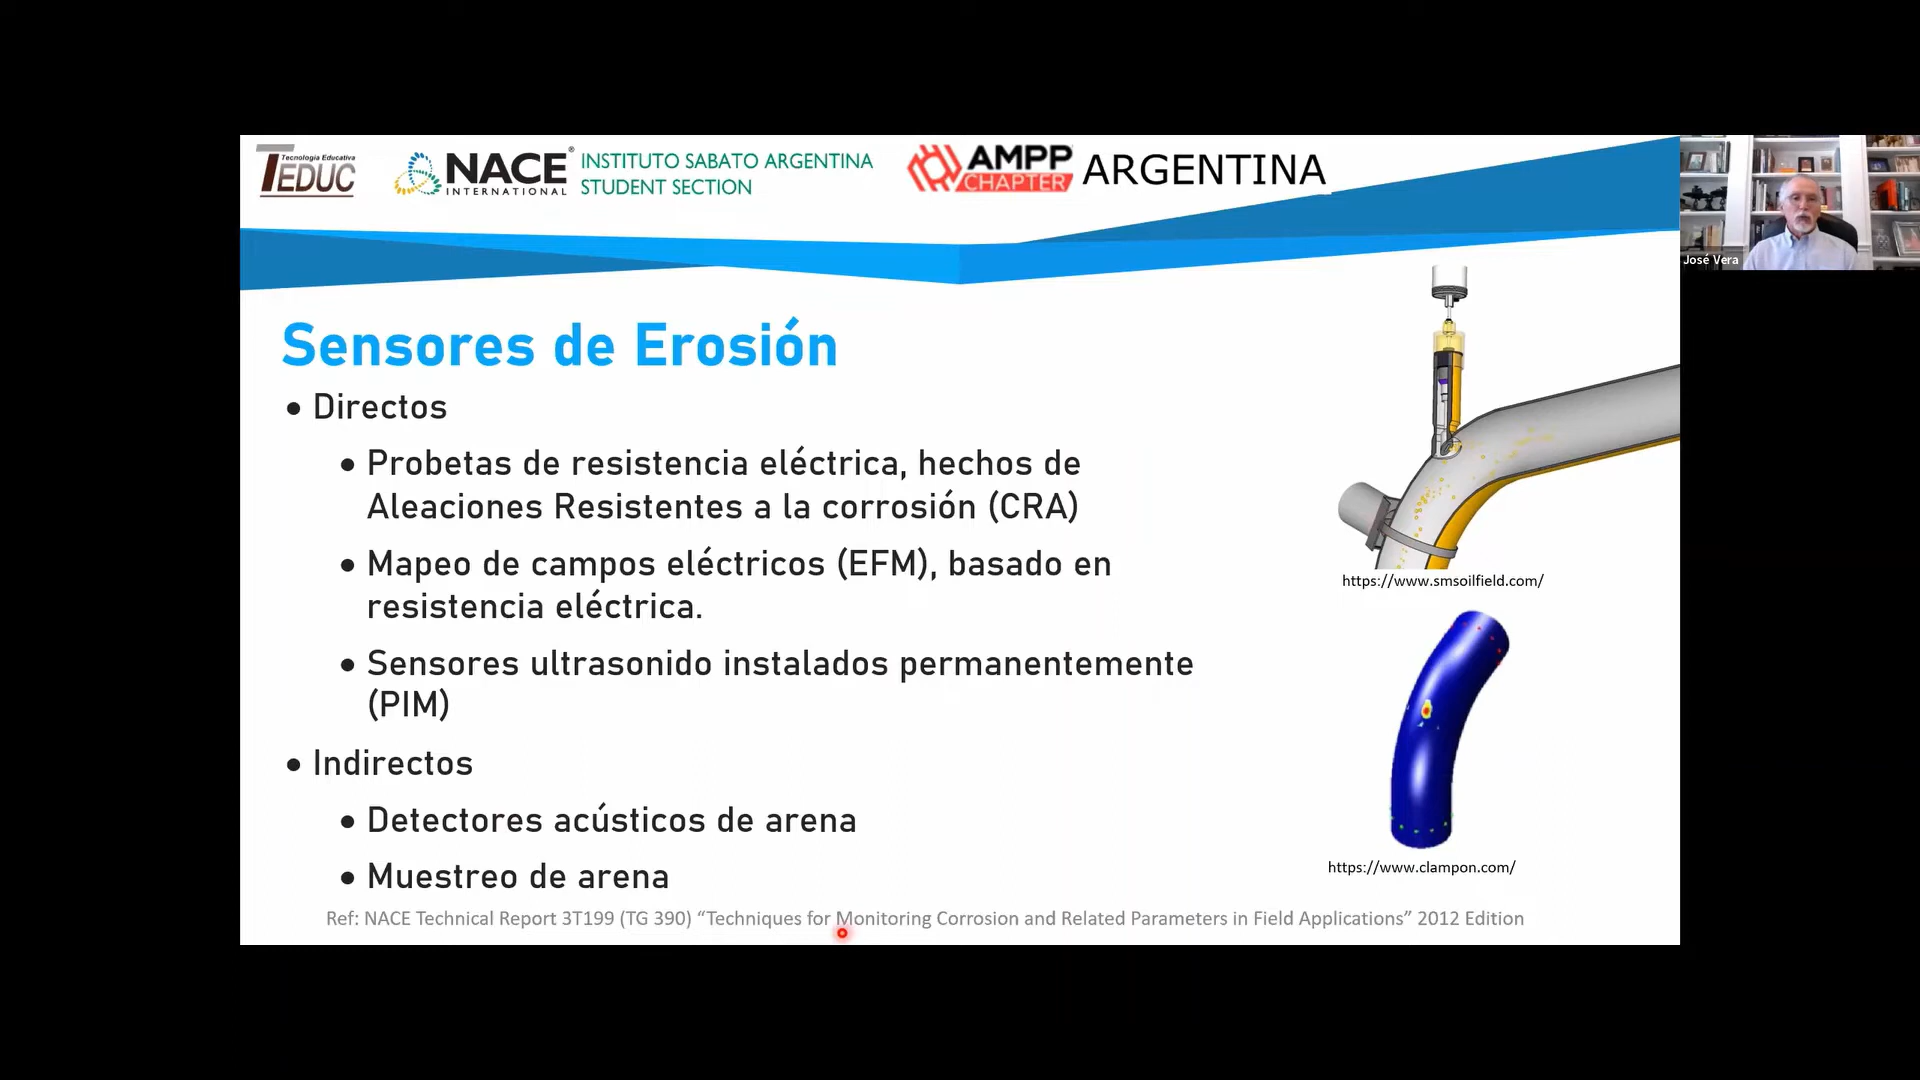 Tecnología Educativa
TEDUC
NACE®
INTERNATIONAL
INSTITUTO SABATO ARGENTINA
STUDENT SECTION
AMPP
CHAPTER
ARGENTINA
José Vera
Sensores de Erosión
• Directos
• Probetas de resistencia eléctrica, hechos de
Aleaciones Resistentes a la corrosión (CRA)
• Mapeo de campos eléctricos (EFM), basado en
resistencia eléctrica.
• Sensores ultrasonido instalados permanentemente
(PIM)
• Indirectos
• Detectores acústicos de arena
• Muestreo de arena
https://www.smsoilfield.com/
https://www.clampon.com/
Ref: NACE Technical Report 3T199 (TG 390) “Techniques for Monitoring Corrosion and Related Parameters in Field Applications” 2012 Edition